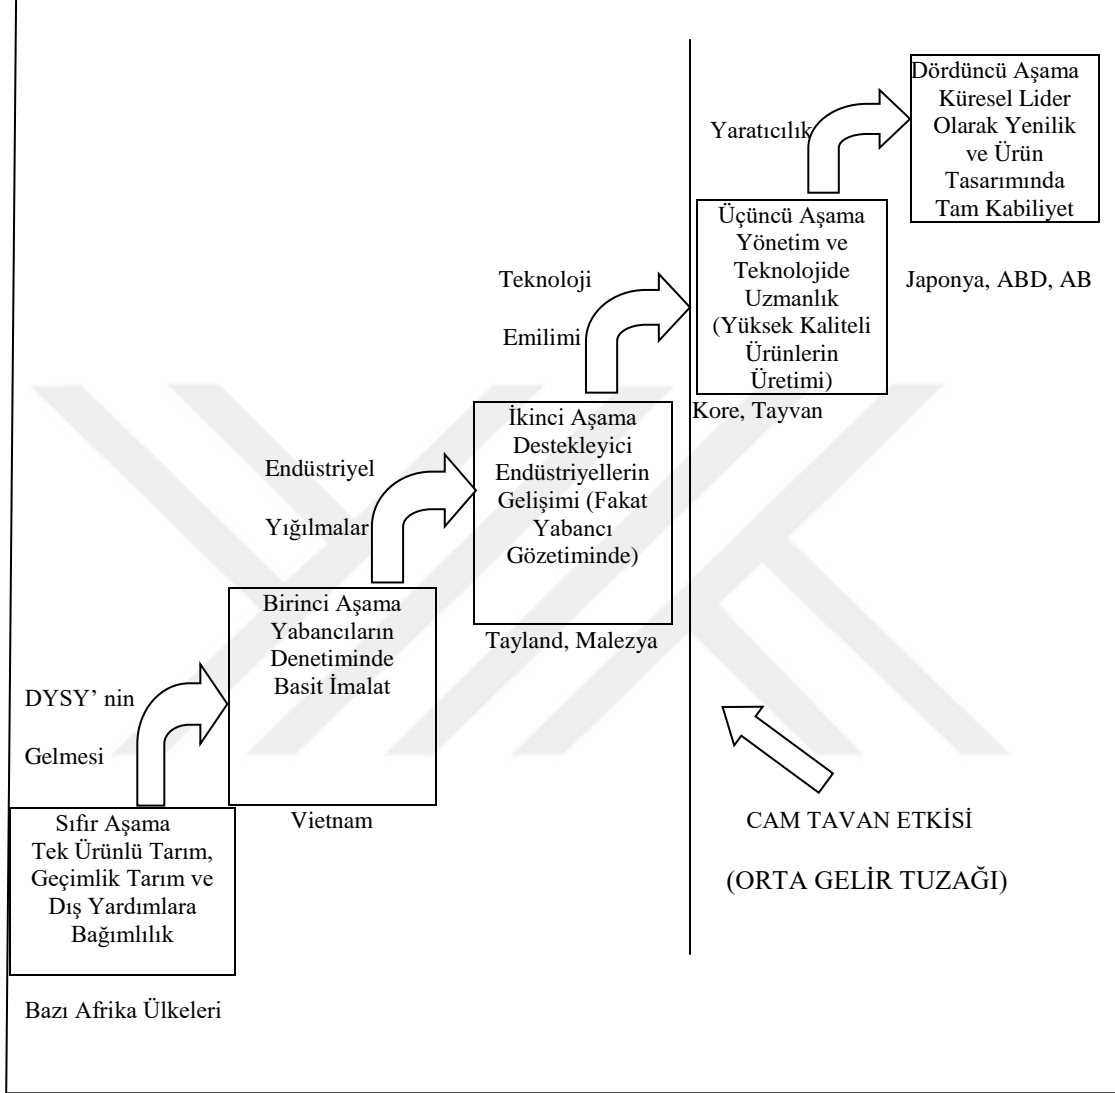 Dördüncü Aşama
Küresel Lider
Olarak Yenilik
ve Ürün
Tasarımında
Tam Kabiliyet
Yaratıcılık
Japonya, ABD, AB
Üçüncü Aşama
Yönetim ve
Teknolojide
Uzmanlık
(Yüksek Kaliteli
Ürünlerin
Üretimi)
Kore, Tayvan
Teknoloji
Emilimi
İkinci Aşama
Destekleyici
Endüstriyellerin
Gelişimi (Fakat
Yabancı
Gözetiminde)
Tayland, Malezya
Endüstriyel
Yığılmalar
Birinci Aşama
Yabancıların
Denetiminde
Basit İmalat
Vietnam
DYSY’ nin
Gelmesi
Sıfır Aşama
Tek Ürünlü Tarım,
Geçimlik Tarım ve
Dış Yardımlara
Bağımlılık
Bazı Afrika Ülkeleri
CAM TAVAN ETKİSİ
(ORTA GELİR TUZAĞI)